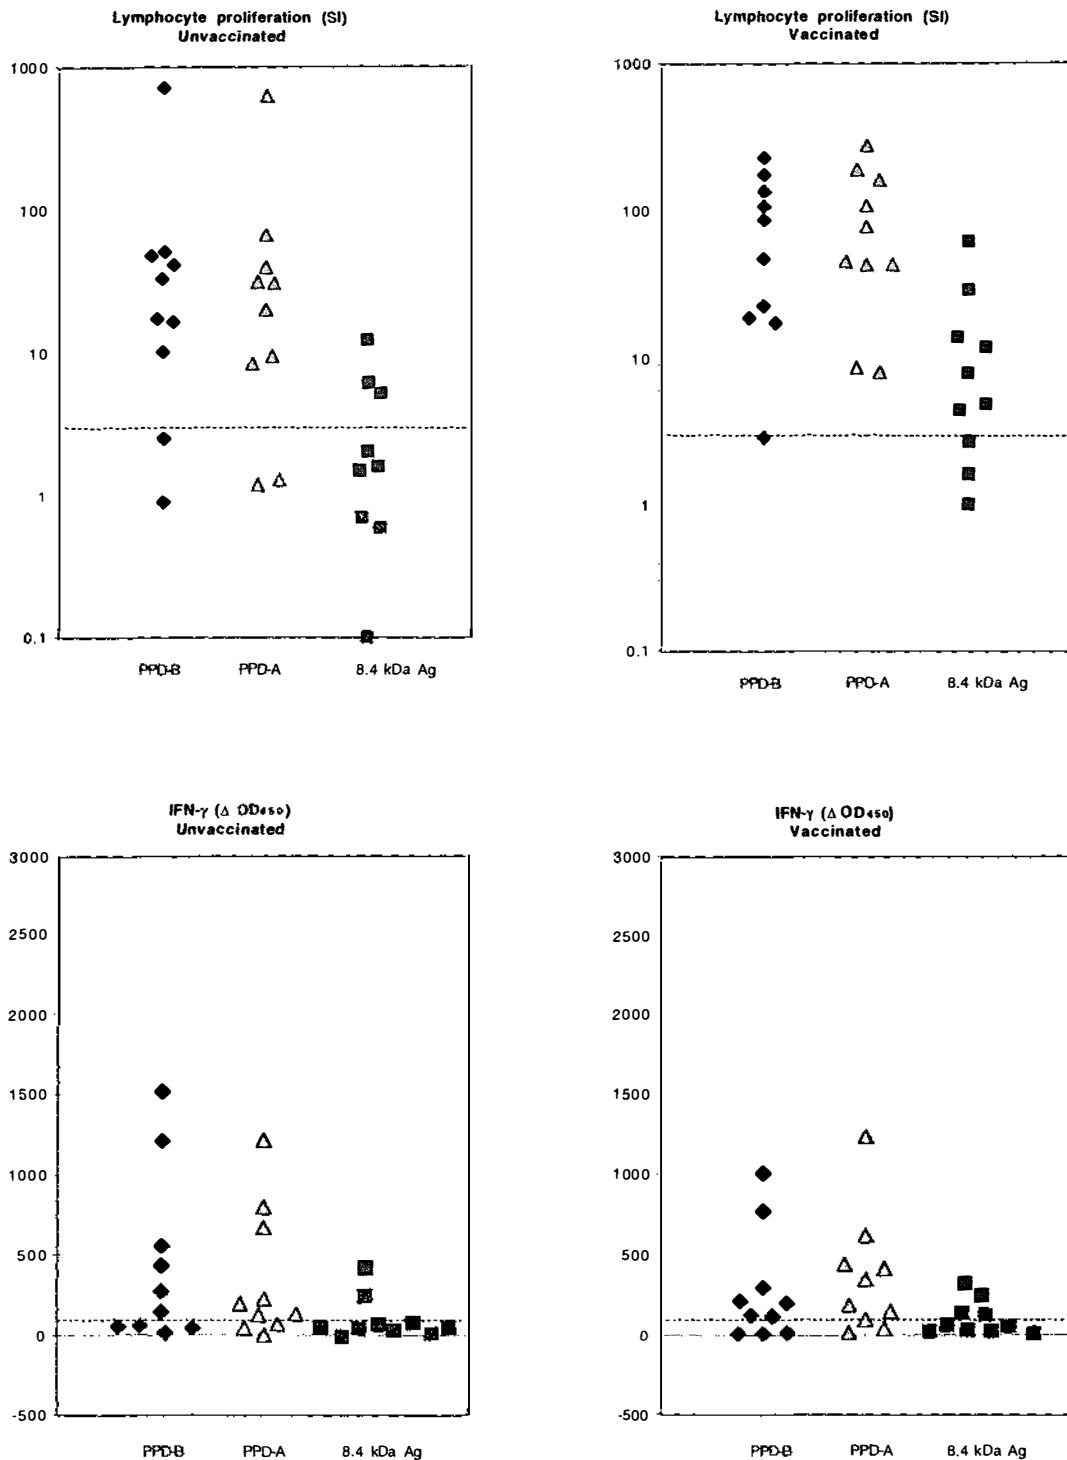 Lymphocyte proliferation (SI)
Unvaccinated
1000
100
10
1
0.1
PPD-B PPD-A 8.4 kDa Ag
Lymphocyte proliferation (SI)
Vaccinated
1000
100
10
1
0.1
PPD-B PPD-A 8.4 kDa Ag
IFN-γ (Δ OD450)
Unvaccinated
3000
2500
2000
1500
1000
500
0
-500
PPD-B PPD-A 8.4 kDa Ag
IFN-γ (Δ OD450)
Vaccinated
3000
2500
2000
1500
1000
500
0
-500
PPD-B PPD-A 8.4 kDa Ag